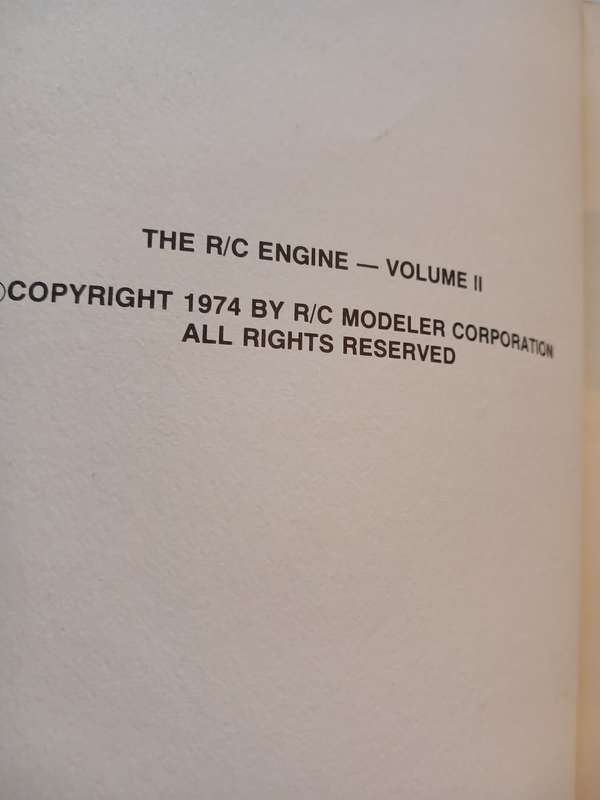 THE R/C ENGINE — VOLUME II
©COPYRIGHT 1974 BY R/C MODELER CORPORATION
ALL RIGHTS RESERVED